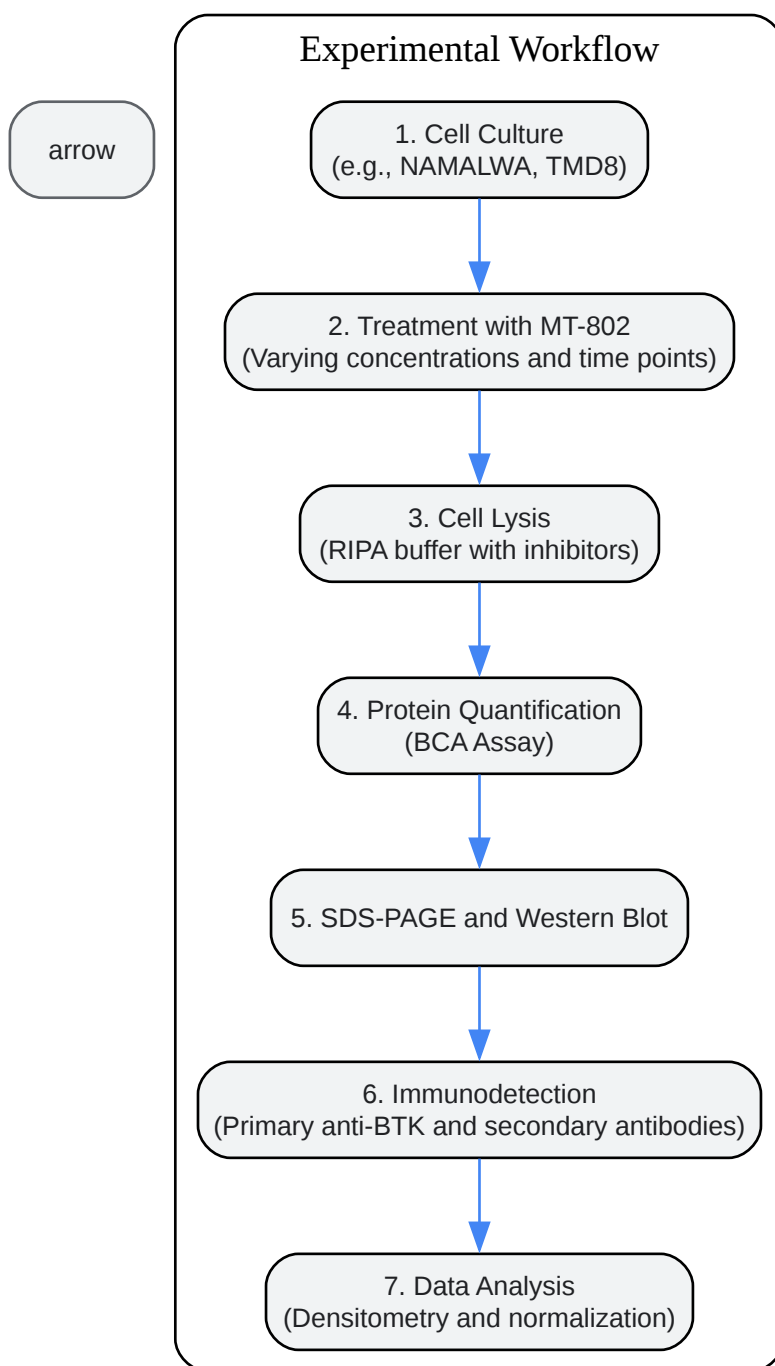 Experimental Workflow
arrow
1. Cell Culture
(e.g., NAMALWA, TMD8)
2. Treatment with MT-802
(Varying concentrations and time points)
3. Cell Lysis
(RIPA buffer with inhibitors)
4. Protein Quantification
(BCA Assay)
5. SDS-PAGE and Western Blot
6. Immunodetection
(Primary anti-BTK and secondary antibodies)
7. Data Analysis
(Densitometry and normalization)